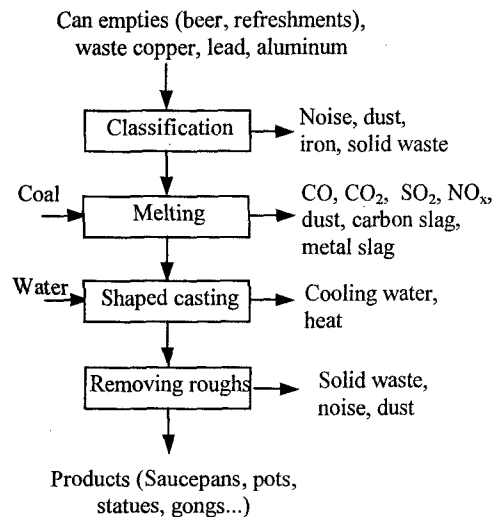 Can empties (beer, refreshments),
waste copper, lead, aluminum
Classification
Noise, dust,
iron, solid waste
Coal
Melting
CO, CO₂, SO₂, NOₓ,
dust, carbon slag,
metal slag
Water
Shaped casting
Cooling water,
heat
Removing roughs
Solid waste,
noise, dust
Products (Saucepans, pots,
statues, gongs...)